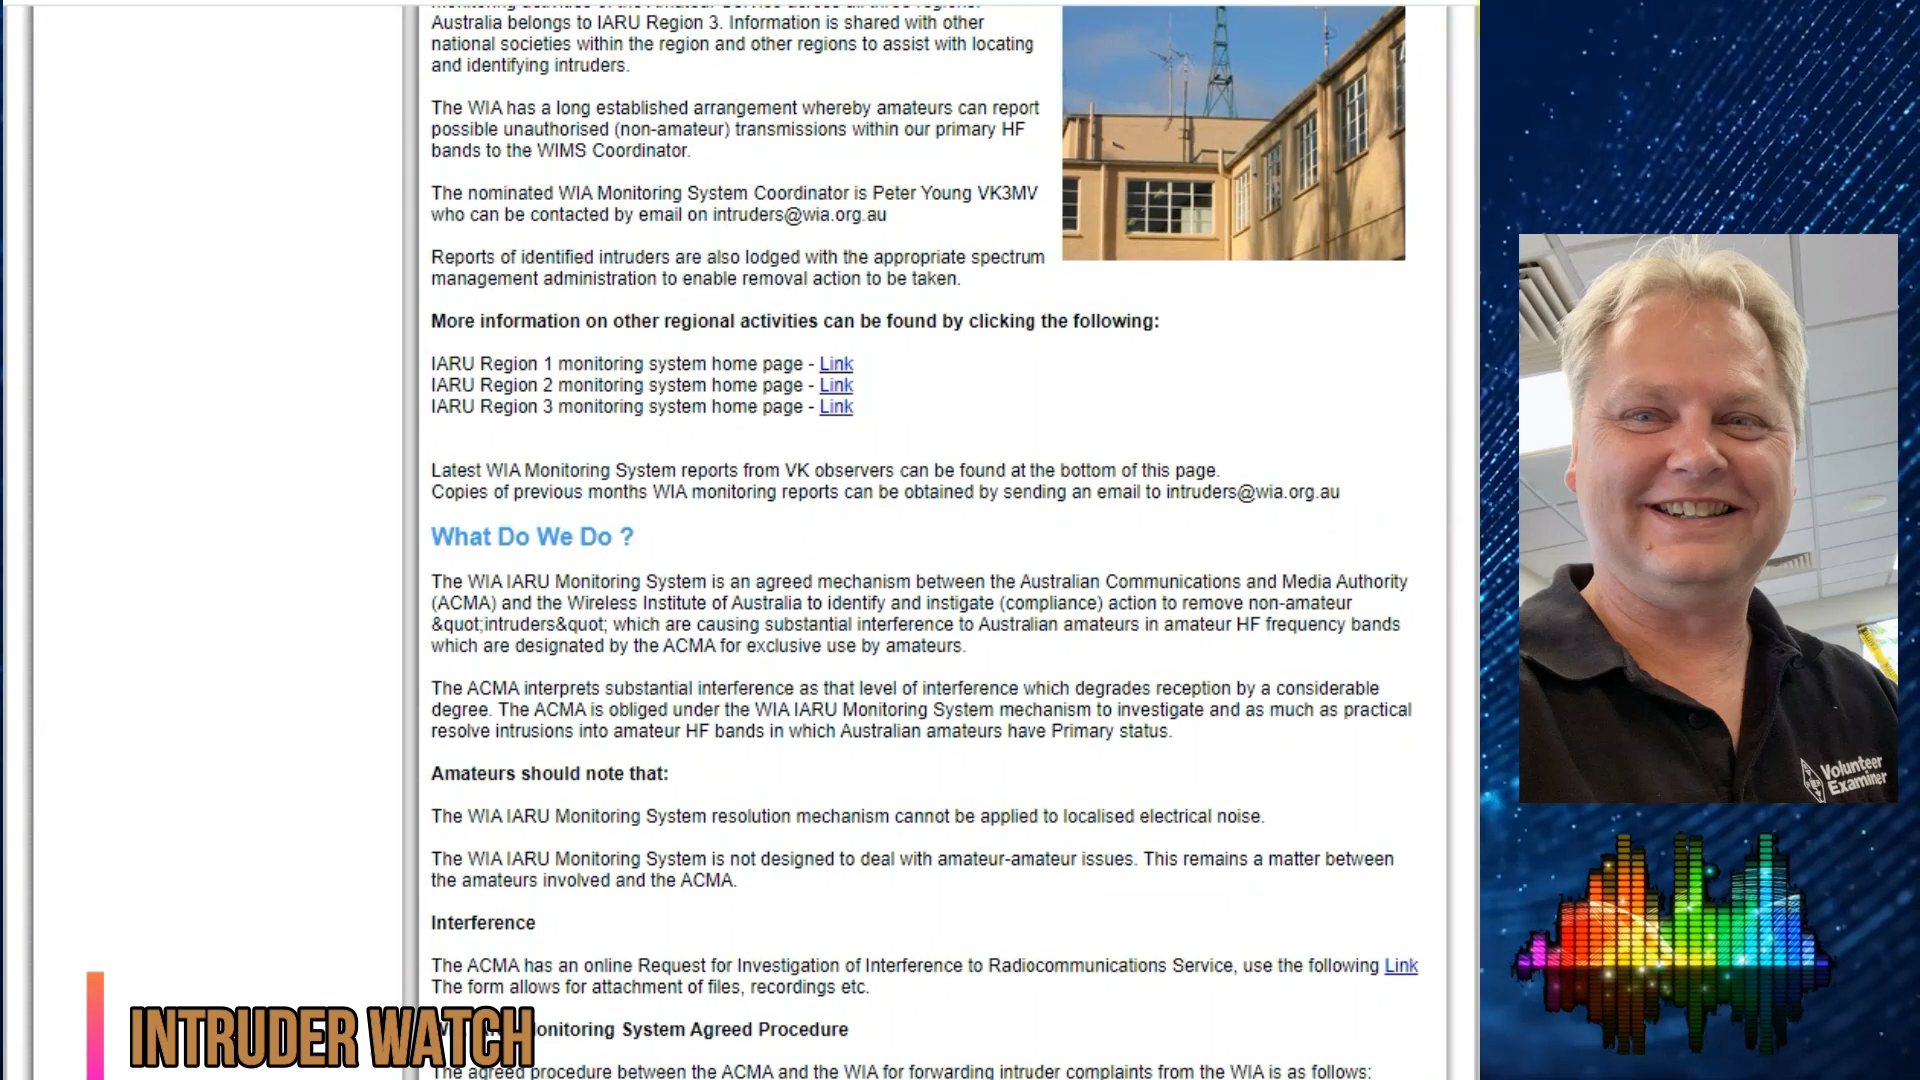 Australia belongs to IARU Region 3. Information is shared with other
national societies within the region and other regions to assist with locating
and identifying intruders.
The WIA has a long established arrangement whereby amateurs can report
possible unauthorised (non-amateur) transmissions within our primary HF
bands to the WIMS Coordinator.
The nominated WIA Monitoring System Coordinator is Peter Young VK3MV
who can be contacted by email on intruders@wia.org.au
Reports of identified intruders are also lodged with the appropriate spectrum
management administration to enable removal action to be taken.
More information on other regional activities can be found by clicking the following:
IARU Region 1 monitoring system home page - Link
IARU Region 2 monitoring system home page - Link
IARU Region 3 monitoring system home page - Link
Latest WIA Monitoring System reports from VK observers can be found at the bottom of this page.
Copies of previous months WIA monitoring reports can be obtained by sending an email to intruders@wia.org.au
What Do We Do ?
The WIA IARU Monitoring System is an agreed mechanism between the Australian Communications and Media Authority
(ACMA) and the Wireless Institute of Australia to identify and instigate (compliance) action to remove non-amateur
&quot;intruders&quot; which are causing substantial interference to Australian amateurs in amateur HF frequency bands
which are designated by the ACMA for exclusive use by amateurs.
The ACMA interprets substantial interference as that level of interference which degrades reception by a considerable
degree. The ACMA is obliged under the WIA IARU Monitoring System mechanism to investigate and as much as practical
resolve intrusions into amateur HF bands in which Australian amateurs have Primary status.
Amateurs should note that:
The WIA IARU Monitoring System resolution mechanism cannot be applied to localised electrical noise.
The WIA IARU Monitoring System is not designed to deal with amateur-amateur issues. This remains a matter between
the amateurs involved and the ACMA.
Interference
The ACMA has an online Request for Investigation of Interference to Radiocommunications Service, use the following Link
The form allows for attachment of files, recordings etc.
Monitoring System Agreed Procedure
The agreed procedure between the ACMA and the WIA for forwarding intruder complaints from the WIA is as follows:
INTRUDER WATCH
Volunteer
Examiner